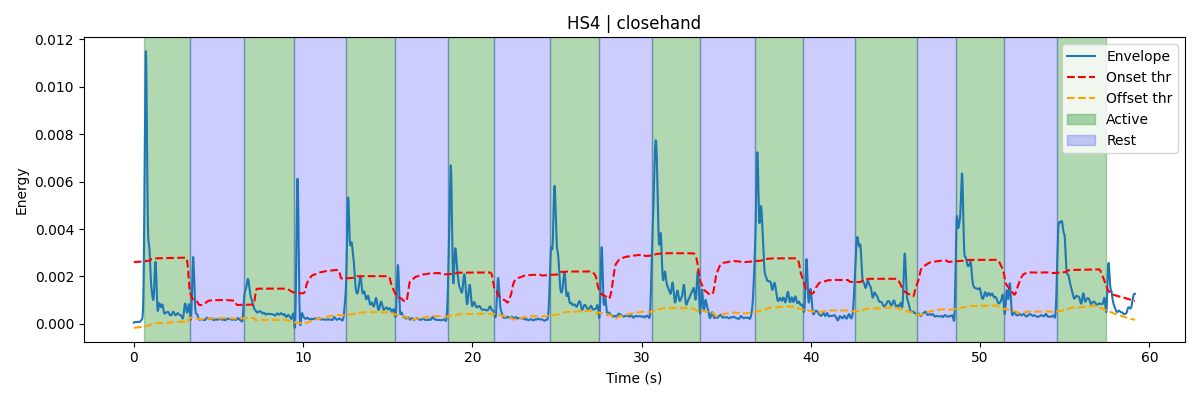 HS4 | closehand
0.012
0.010
0.008
0.006
0.004
0.002
0.000
Energy
0
10
20
30
40
50
60
Time (s)
Envelope
Onset thr
Offset thr
Active
Rest